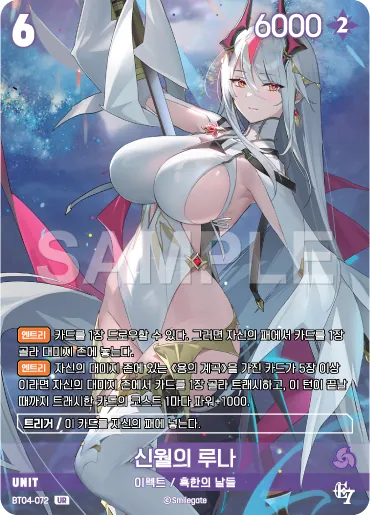 6
6000 2
SAMPLE
엔트리 카드를 1장 드로우할 수 있다. 그러면 자신의 패에서 카드를 1장
골라 대미지 존에 놓는다.
엔트리 자신의 대미지 존에 있는 《용의 계곡》을 가진 카드가 5장 이상
이라면 자신의 대미지 존에서 카드를 1장 골라 트래시하고, 이 턴이 끝날
때까지 트래시한 카드의 코스트 1마다 파워+1000.
트리거 / 이 카드를 자신의 패에 넣는다.
신월의 루나
UNIT
이펙트 / 혹한의 날들
BT04-072 UR
©Smilegate